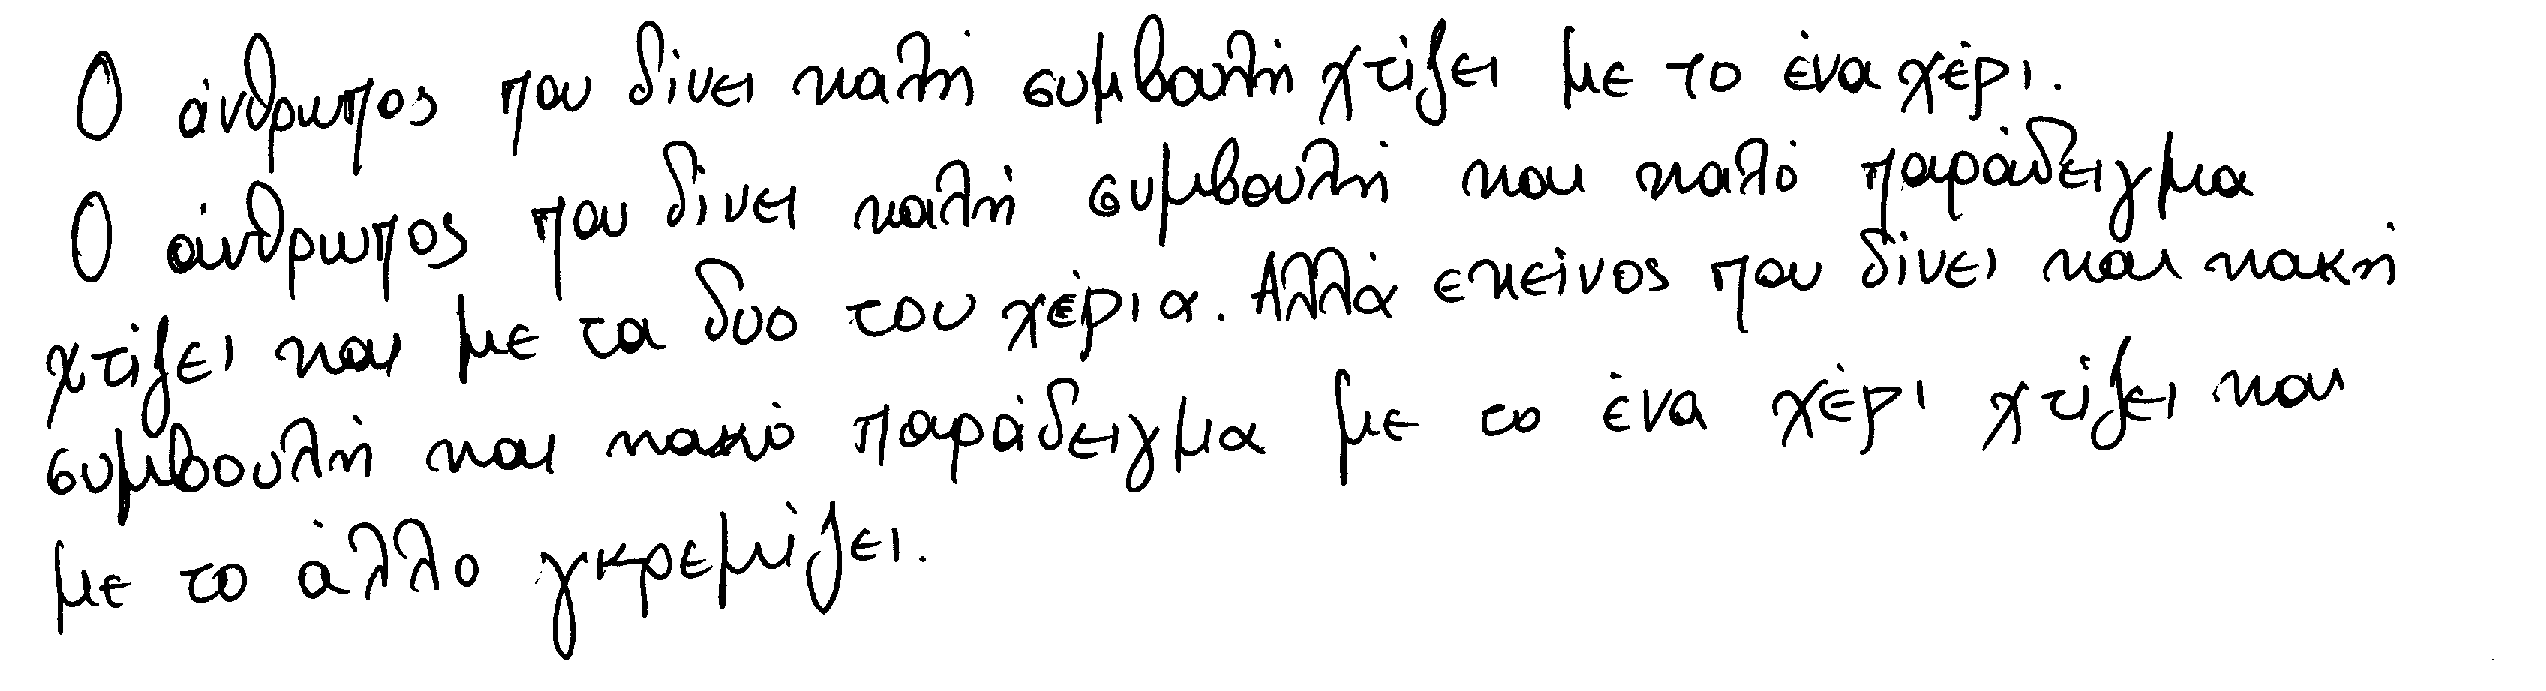 Ο άνθρωπος που δίνει καλή συμβουλή χτίζει με το ένα χέρι.
Ο άνθρωπος που δίνει καλή συμβουλή και καλό παράδειγμα
χτίζει και με τα δυο του χέρια. Αλλά εκείνος που δίνει και κακή
συμβουλή και κακό παράδειγμα με το ένα χέρι χτίζει και
με το άλλο γκρεμίζει.